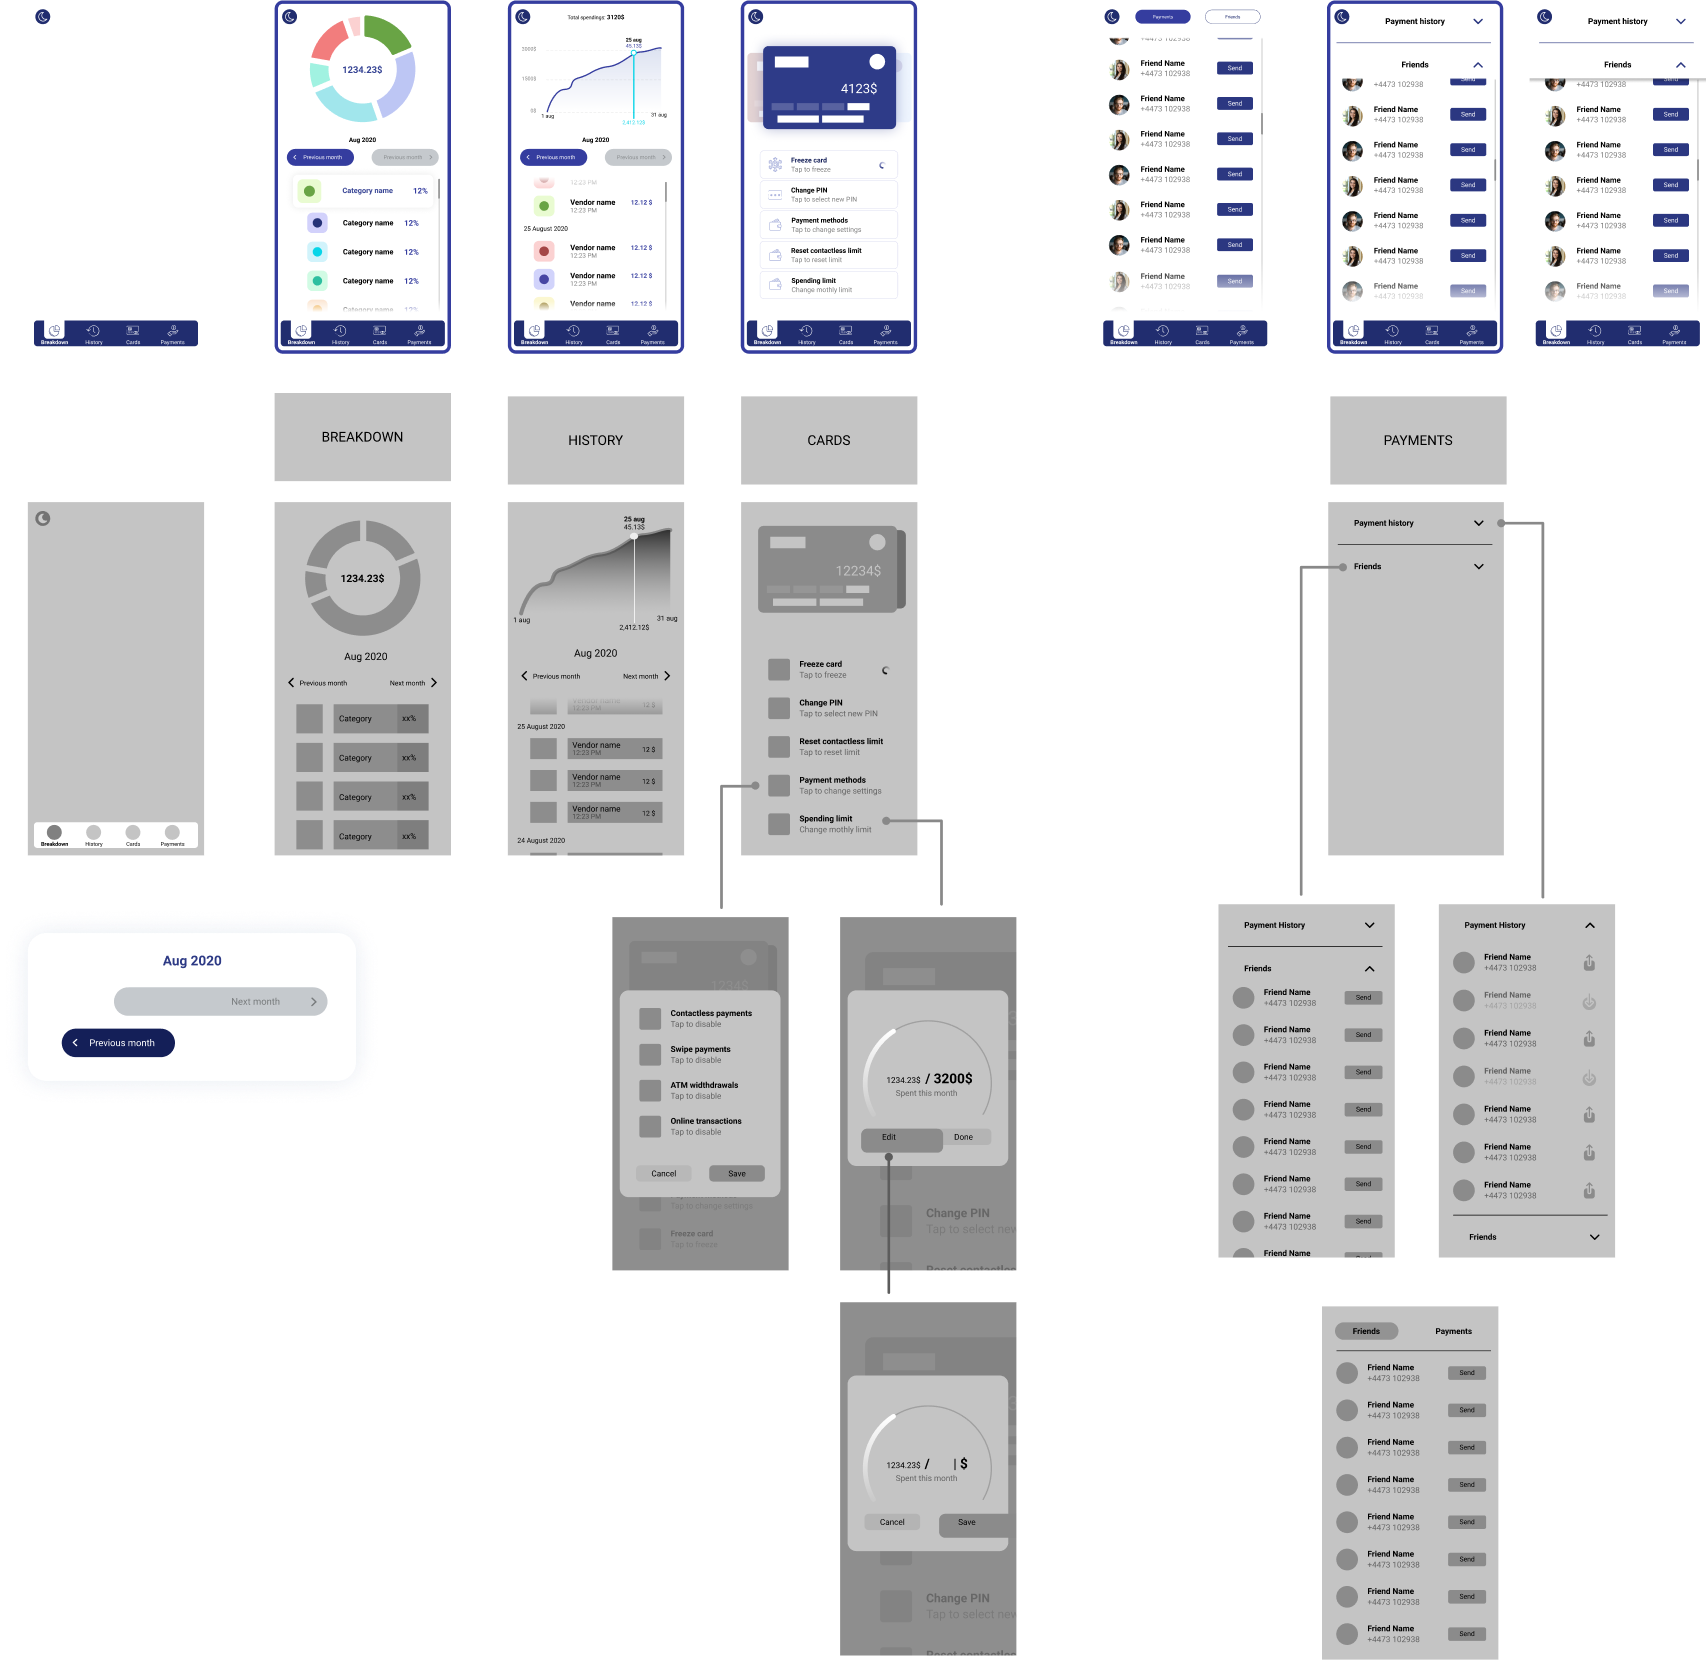 Breakdown
History
Cards
Payments
1234.23$
Aug 2020
Previous month
Previous month
Category name
12%
Category name
12%
Category name
12%
Category name
12%
Category name
12%
Breakdown
History
Cards
Payments
Total spendings: 3120$
25 aug
45.13$
3000$
1500$
0$
1 aug
31 aug
2,412.12$
Aug 2020
Previous month
Previous month
12:23 PM
Vendor name
12.12 $
12:23 PM
25 August 2020
Vendor name
12.12 $
12:23 PM
Vendor name
12.12 $
12:23 PM
Vendor name
12.12 $
Breakdown
History
Cards
Payments
4123$
Freeze card
Tap to freeze
Change PIN
Tap to select new PIN
Payment methods
Tap to change settings
Reset contactless limit
Tap to reset limit
Spending limit
Change mothly limit
Breakdown
History
Cards
Payments
Payments
Friends
+4473 102938
Friend Name
+4473 102938
Send
Friend Name
+4473 102938
Send
Friend Name
+4473 102938
Send
Friend Name
+4473 102938
Send
Friend Name
+4473 102938
Send
Friend Name
+4473 102938
Send
Friend Name
+4473 102938
Send
Breakdown
History
Cards
Payments
Payment history
Friends
+4473 102938
Send
Friend Name
+4473 102938
Send
Friend Name
+4473 102938
Send
Friend Name
+4473 102938
Send
Friend Name
+4473 102938
Send
Friend Name
+4473 102938
Send
Friend Name
+4473 102938
Send
Breakdown
History
Cards
Payments
Payment history
Friends
+4473 102938
Send
Friend Name
+4473 102938
Send
Friend Name
+4473 102938
Send
Friend Name
+4473 102938
Send
Friend Name
+4473 102938
Send
Friend Name
+4473 102938
Send
Friend Name
+4473 102938
Send
Breakdown
History
Cards
Payments
BREAKDOWN
HISTORY
CARDS
PAYMENTS
Breakdown
History
Cards
Payments
1234.23$
Aug 2020
Previous month
Next month
Category
xx%
Category
xx%
Category
xx%
Category
xx%
25 aug
45.13$
1 aug
31 aug
2,412.12$
Aug 2020
Previous month
Next month
Vendor name
12:23 PM
12 $
25 August 2020
Vendor name
12:23 PM
12 $
Vendor name
12:23 PM
12 $
Vendor name
12:23 PM
12 $
24 August 2020
12234$
Freeze card
Tap to freeze
Change PIN
Tap to select new PIN
Reset contactless limit
Tap to reset limit
Payment methods
Tap to change settings
Spending limit
Change mothly limit
Payment history
Friends
Aug 2020
Next month
Previous month
1234$
Contactless payments
Tap to disable
Swipe payments
Tap to disable
ATM widthdrawals
Tap to disable
Online transactions
Tap to disable
Cancel
Save
Tap to change settings
Freeze card
Tap to freeze
1234.23$ / 3200$
Spent this month
Edit
Done
Change PIN
Tap to select new
Reset contactless
1234.23$ / | $
Spent this month
Cancel
Save
Change PIN
Tap to select new
Reset contactless
Payment History
Friends
Friend Name
+4473 102938
Send
Friend Name
+4473 102938
Send
Friend Name
+4473 102938
Send
Friend Name
+4473 102938
Send
Friend Name
+4473 102938
Send
Friend Name
+4473 102938
Send
Friend Name
+4473 102938
Send
Friend Name
Payment History
Friend Name
+4473 102938
Friend Name
+4473 102938
Friend Name
+4473 102938
Friend Name
+4473 102938
Friend Name
+4473 102938
Friend Name
+4473 102938
Friend Name
+4473 102938
Friends
Friends
Payments
Friend Name
+4473 102938
Send
Friend Name
+4473 102938
Send
Friend Name
+4473 102938
Send
Friend Name
+4473 102938
Send
Friend Name
+4473 102938
Send
Friend Name
+4473 102938
Send
Friend Name
+4473 102938
Send
Friend Name
+4473 102938
Send